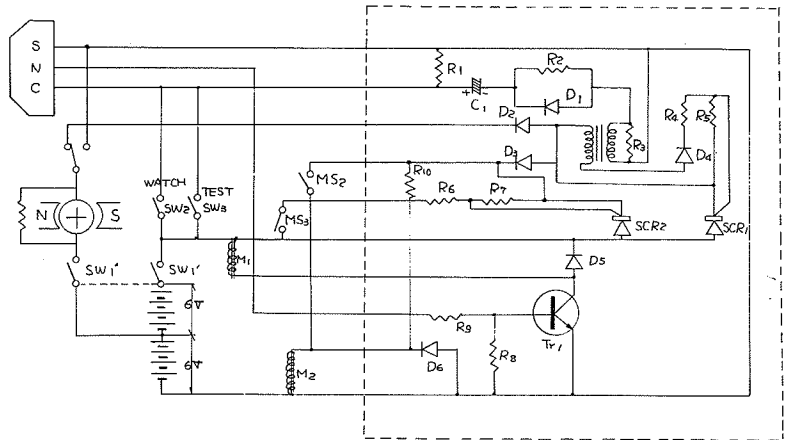 S
N
C
R1
+ -
C1
R2
D1
D2
R3
R4
R5
D4
D3
R10
MS2
R6
R7
WATCH
SW2
TEST
SW3
MS3
N
S
SCR2
SCR1
M1
D5
SW1'
SW1'
6V
6V
R9
Tr1
R8
M2
D6